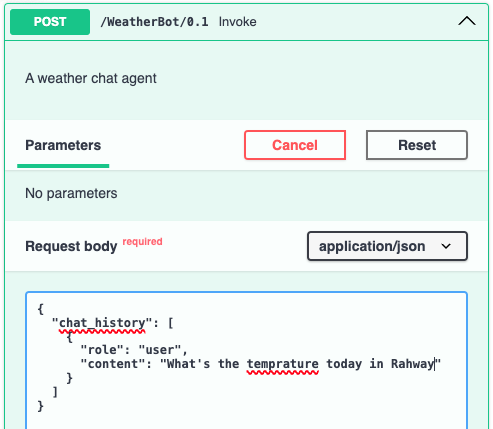 POST /WeatherBot/0.1 Invoke
A weather chat agent
Parameters Cancel Reset
No parameters
Request body required application/json
{
"chat_history": [
{
"role": "user",
"content": "What's the temprature today in Rahway"
}
]
}